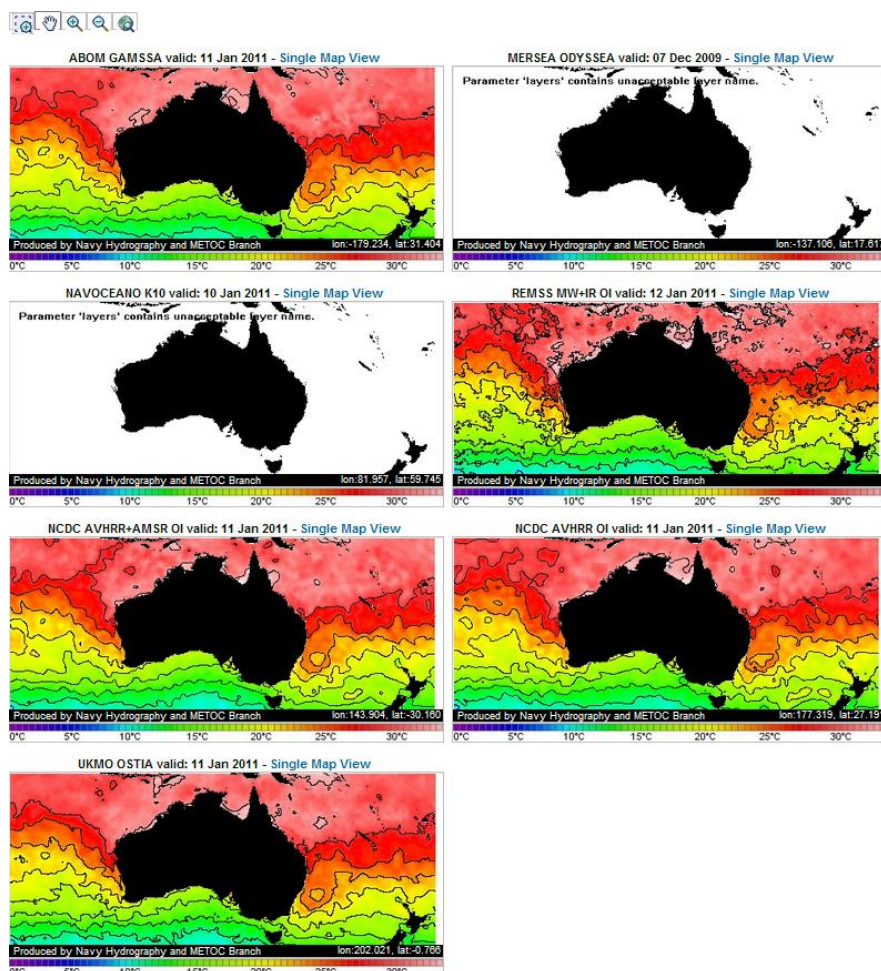 ABOM GAMSSA valid: 11 Jan 2011 - Single Map View
Parameter 'layers' contains unacceptable layer name.
MERSEA ODYSSEA valid: 07 Dec 2009 - Single Map View
Produced by Navy Hydrography and METOC Branch lon:-179.234, lat:31.404
0°C 5°C 10°C 15°C 20°C 25°C 30°C
Produced by Navy Hydrography and METOC Branch lon:-137.106, lat:17.617
0°C 5°C 10°C 15°C 20°C 25°C 30°C
NAVOCEANO K10 valid: 10 Jan 2011 - Single Map View
Parameter 'layers' contains unacceptable layer name.
Produced by Navy Hydrography and METOC Branch lon:81.957, lat:59.745
0°C 5°C 10°C 15°C 20°C 25°C 30°C
REMSS MW+IR OI valid: 12 Jan 2011 - Single Map View
Produced by Navy Hydrography and METOC Branch
0°C 5°C 10°C 15°C 20°C 25°C 30°C
NCDC AVHRR+AMSR OI valid: 11 Jan 2011 - Single Map View
Produced by Navy Hydrography and METOC Branch lon:143.904, lat:-30.160
0°C 5°C 10°C 15°C 20°C 25°C 30°C
NCDC AVHRR OI valid: 11 Jan 2011 - Single Map View
Produced by Navy Hydrography and METOC Branch lon:177.319, lat:27.19
0°C 5°C 10°C 15°C 20°C 25°C 30°C
UKMO OSTIA valid: 11 Jan 2011 - Single Map View
Produced by Navy Hydrography and METOC Branch lon:202.021, lat:-0.766